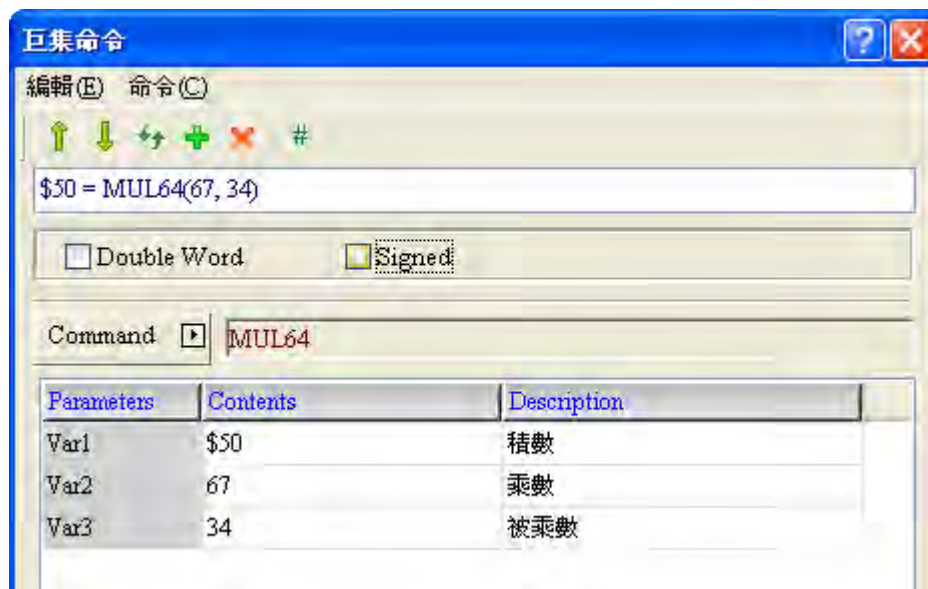 巨集命令
編輯(E) 命令(C)
#
$50 = MUL64(67, 34)
Double Word Signed
Command MUL64
Parameters Contents Description
Var1 $50 積數
Var2 67 乘數
Var3 34 被乘數